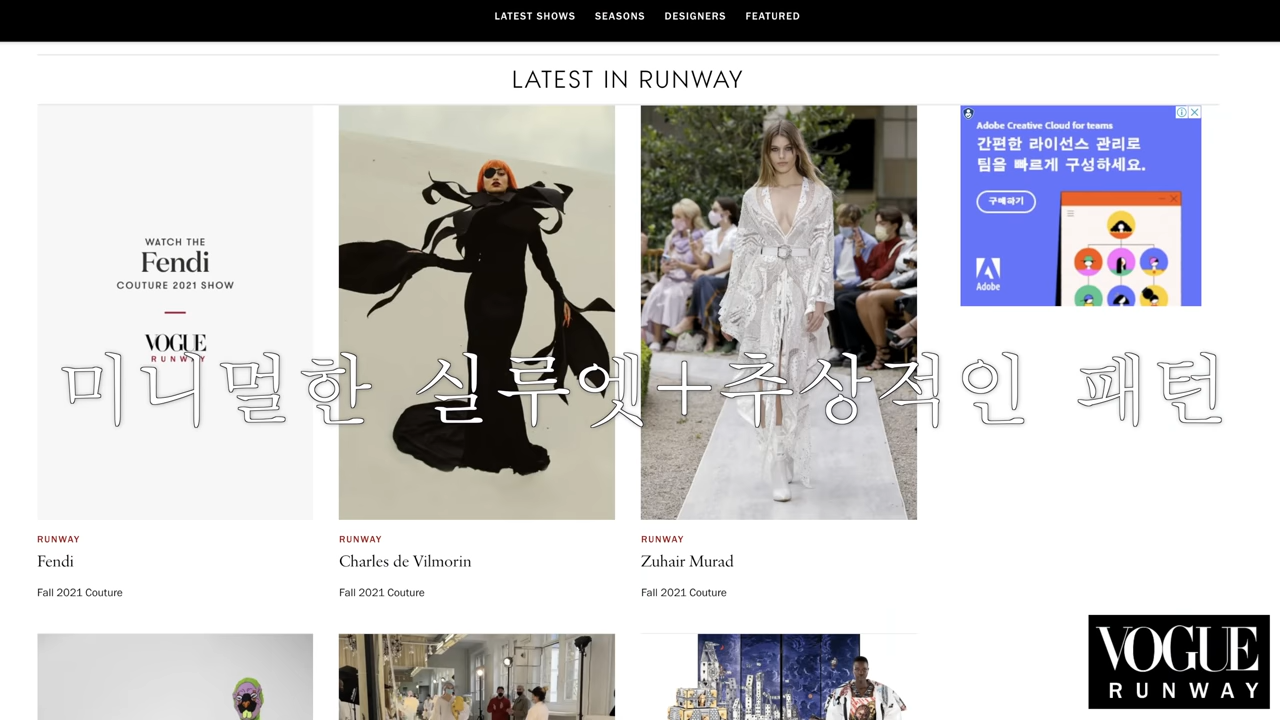 LATEST SHOWS SEASONS DESIGNERS FEATURED
LATEST IN RUNWAY
WATCH THE
Fendi
COUTURE 2021 SHOW
VOGUE
RUNWAY
Adobe Creative Cloud for teams
간편한 라이선스 관리로
팀을 빠르게 구성하세요.
구매하기
Adobe
미니멀한 실루엣+추상적인 패턴
RUNWAY
Fendi
Fall 2021 Couture
RUNWAY
Charles de Vilmorin
Fall 2021 Couture
RUNWAY
Zuhair Murad
Fall 2021 Couture
VOGUE
RUNWAY